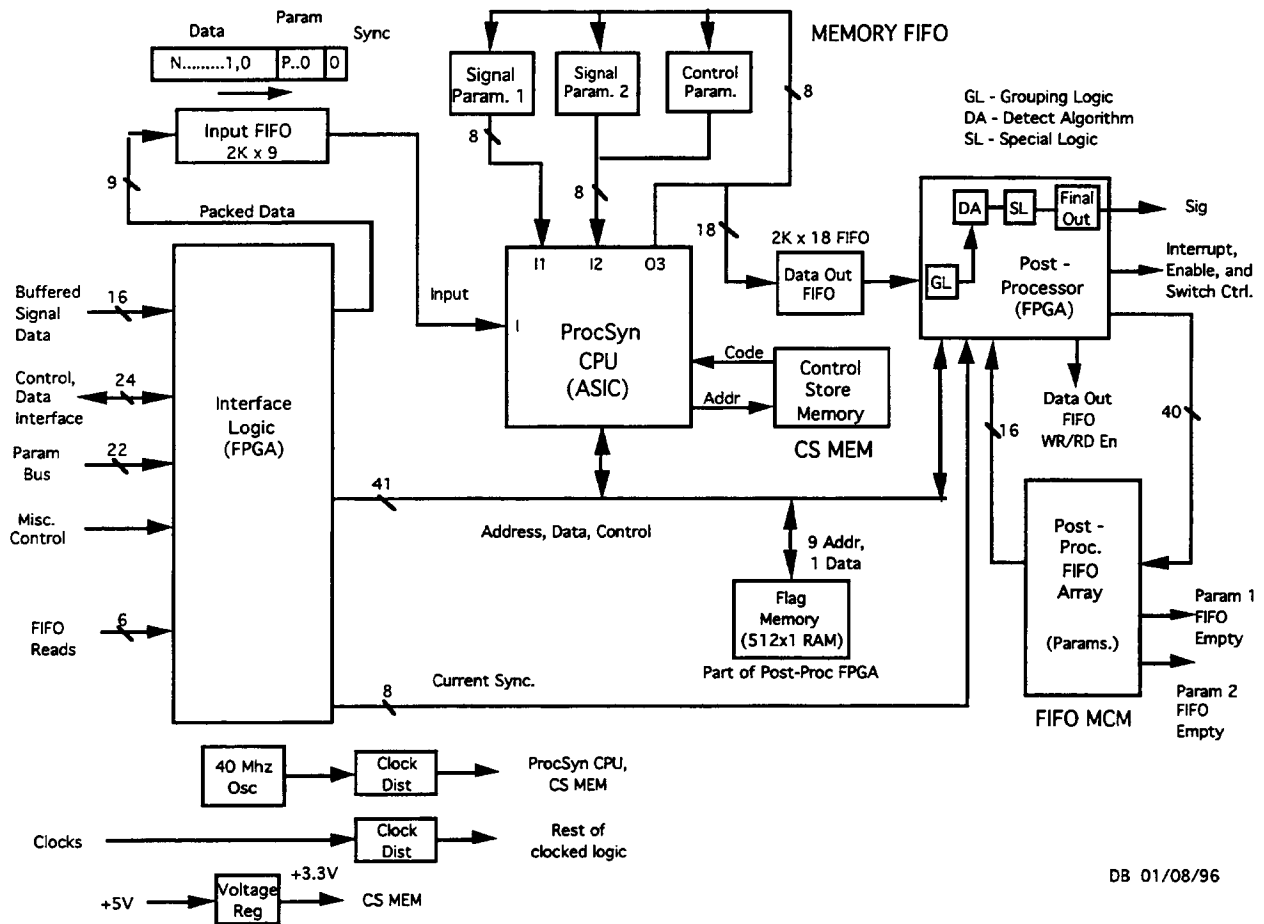 Data
Param
Sync
N.........1,0
P..0
0
Input FIFO
2K x 9
9
Packed Data
Signal
Param. 1
Signal
Param. 2
Control
Param.
MEMORY FIFO
8
8
8
GL - Grouping Logic
DA - Detect Algorithm
SL - Special Logic
I1
I2
O3
I
Input
ProcSyn
CPU
(ASIC)
18
2K x 18 FIFO
Data Out
FIFO
DA
SL
Final
Out
GL
Post -
Processor
(FPGA)
Sig
Interrupt,
Enable, and
Switch Ctrl.
Code
Addr
Control
Store
Memory
CS MEM
Data Out
FIFO
WR/RD En
16
40
Buffered
Signal
Data
16
Control,
Data
Interface
24
Param
Bus
22
Misc.
Control
FIFO
Reads
6
Interface
Logic
(FPGA)
41
Address, Data, Control
9 Addr,
1 Data
Flag
Memory
(512x1 RAM)
Part of Post-Proc FPGA
Current Sync.
8
Post -
Proc.
FIFO
Array
(Params.)
FIFO MCM
Param 1
FIFO
Empty
Param 2
FIFO
Empty
40 Mhz
Osc
Clock
Dist
ProcSyn CPU,
CS MEM
Clocks
Clock
Dist
Rest of
clocked logic
+5V
Voltage
Reg
+3.3V
CS MEM
DB 01/08/96